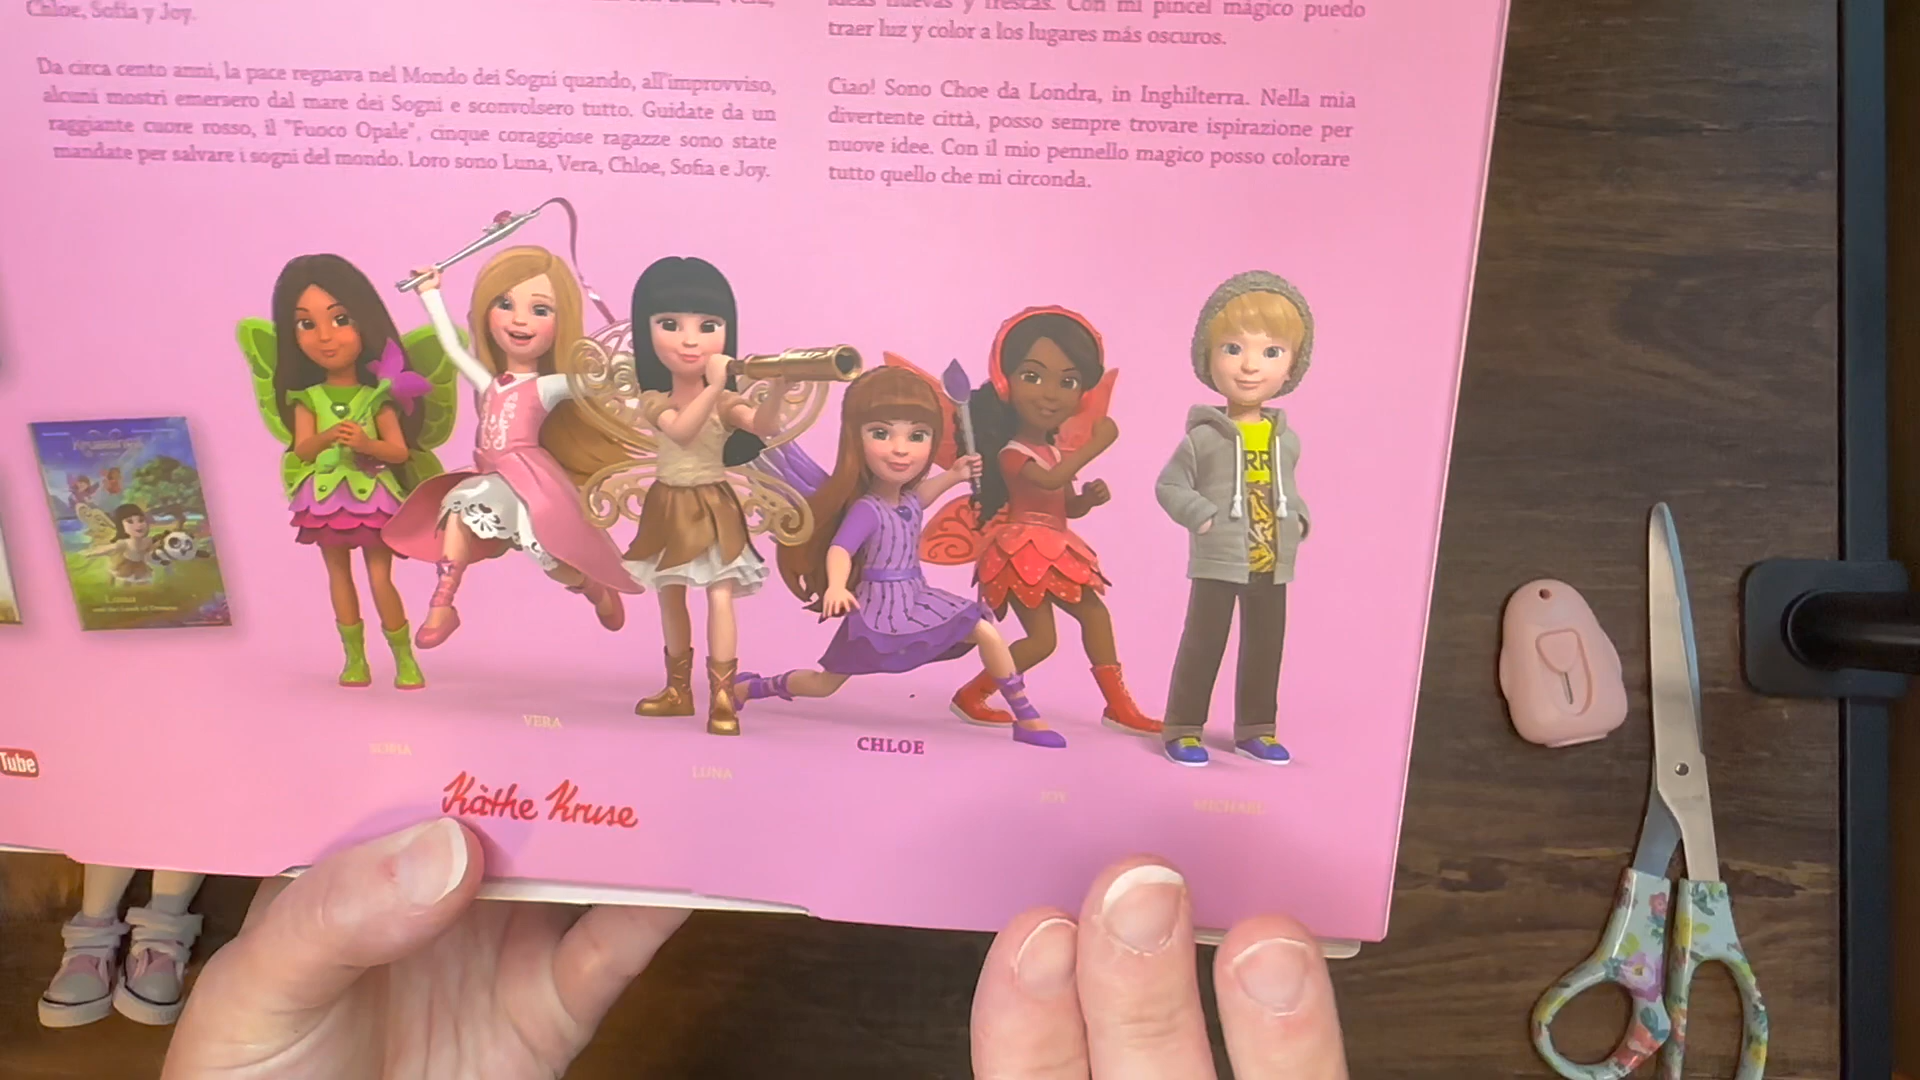 Chloe, Sofia y Joy.
Da circa cento anni, la pace regnava nel Mondo dei Sogni quando, all'improvviso,
alcuni mostri emersero dal mare dei Sogni e sconvolsero tutto. Guidate da un
raggiante cuore rosso, il "Fuoco Opale", cinque coraggiose ragazze sono state
mandate per salvare i sogni del mondo. Loro sono Luna, Vera, Chloe, Sofia e Joy.
ideas nuevas y frescas. Con mi pincel mágico puedo
traer luz y color a los lugares más oscuros.
Ciao! Sono Choe da Londra, in Inghilterra. Nella mia
divertente città, posso sempre trovare ispirazione per
nuove idee. Con il mio pennello magico posso colorare
tutto quello che mi circonda.
RR
Luna
SOFIA
VERA
LUNA
CHLOE
JOY
MICHAEL
Tube
Käthe Kruse